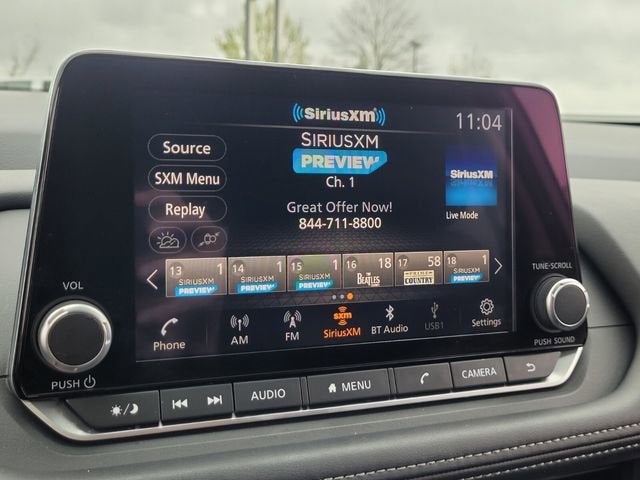 ((SiriusXM))
11:04
Source
SXM Menu
Replay
SIRIUSXM
PREVIEW
Ch. 1
Great Offer Now!
844-711-8800
SiriusXM
Live Mode
13 1 SIRIUSXM PREVIEW
14 1 SIRIUSXM PREVIEW
15 1 SIRIUSXM PREVIEW
16 18 THE BEATLES
17 58 PRIME COUNTRY
18 1 SIRIUSXM PREVIEW
Phone
AM
FM
sxm
SiriusXM
BT Audio
USB1
Settings
VOL
PUSH
TUNE·SCROLL
PUSH SOUND
AUDIO
MENU
CAMERA